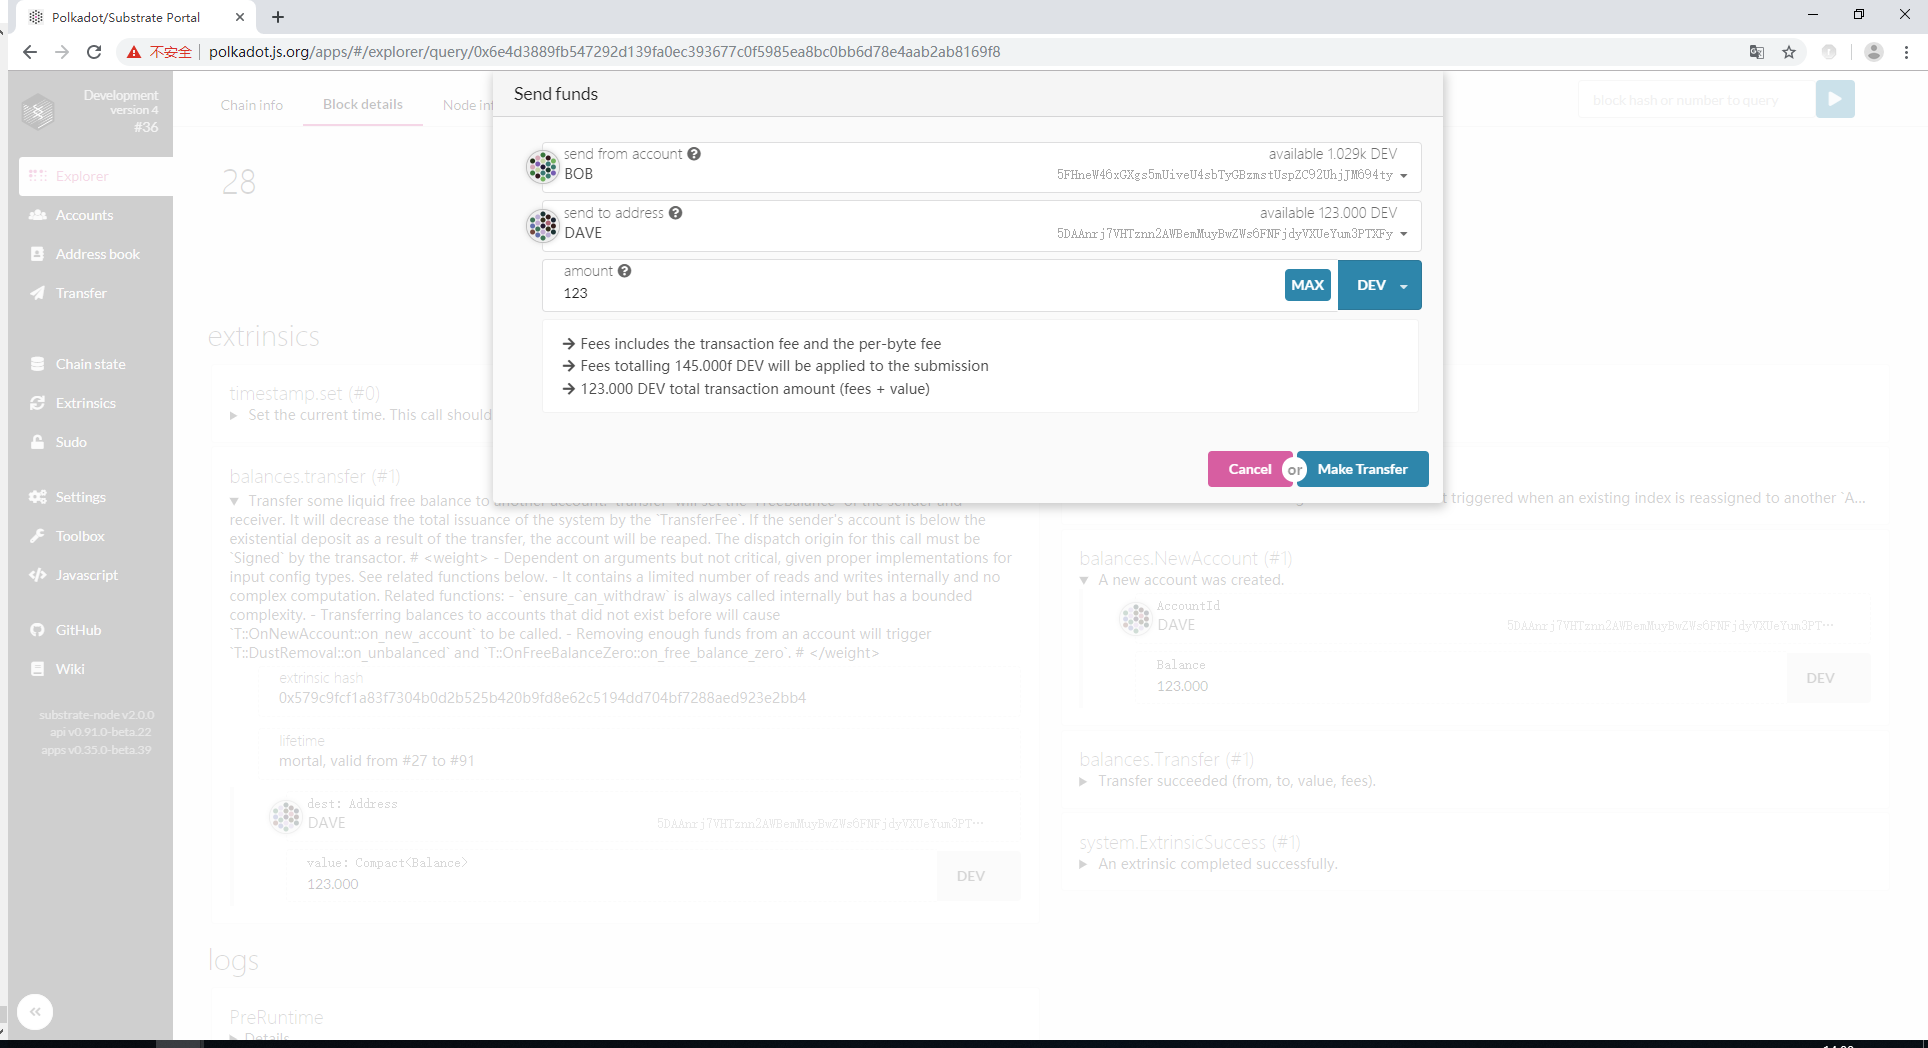 Polkadot/Substrate Portal
不安全
polkadot.js.org/apps/#/explorer/query/0x6e4d3889fb547292d139fa0ec393677c0f5985ea8bc0bb6d78e4aab2ab8169f8
Development
version 4
#36
Explorer
Accounts
Address book
Transfer
Chain state
Extrinsics
Sudo
Settings
Toolbox
Javascript
GitHub
Wiki
substrate-node v2.0.0
api v0.91.0-beta.22
apps v0.35.0-beta.39
Chain info
Block details
Node in
block hash or number to query
Send funds
send from account
available 1.029k DEV
BOB
5FHneW46xGXgs5mUiveU4sbTyGBzmstUspZC92UhjJM694ty
send to address
available 123.000 DEV
DAVE
5DAAnrj7VHTznn2AWBemMuyBwZWs6FNFjdyVXUeYum3PTXFy
amount
123
MAX
DEV
Fees includes the transaction fee and the per-byte fee
Fees totalling 145.000f DEV will be applied to the submission
123.000 DEV total transaction amount (fees + value)
Cancel
or
Make Transfer
28
extrinsics
timestamp.set (#0)
Set the current time. This call should
balances.transfer (#1)
Transfer some liquid free balance to another account. `transfer` will set the `FreeBalance` of the sender and
receiver. It will decrease the total issuance of the system by the `TransferFee`. If the sender's account is below the
existential deposit as a result of the transfer, the account will be reaped. The dispatch origin for this call must be
`Signed` by the transactor. # <weight> - Dependent on arguments but not critical, given proper implementations for
input config types. See related functions below. - It contains a limited number of reads and writes internally and no
complex computation. Related functions: - `ensure_can_withdraw` is always called internally but has a bounded
complexity. - Transferring balances to accounts that did not exist before will cause
`T::OnNewAccount::on_new_account` to be called. - Removing enough funds from an account will trigger
`T::DustRemoval::on_unbalanced` and `T::OnFreeBalanceZero::on_free_balance_zero`. # </weight>
extrinsic hash
0x579c9fcf1a83f7304b0d2b525b420b9fd8e62c5194dd704bf7288aed923e2bb4
lifetime
mortal, valid from #27 to #91
dest: Address
DAVE
5DAAnrj7VHTznn2AWBemMuyBwZWs6FNFjdyVXUeYum3PT⋯
value: Compact<Balance>
123.000
DEV
logs
PreRuntime
Details
t triggered when an existing index is reassigned to another `A...
balances.NewAccount (#1)
A new account was created.
AccountId
DAVE
5DAAnrj7VHTznn2AWBemMuyBwZWs6FNFjdyVXUeYum3PT⋯
Balance
123.000
DEV
balances.Transfer (#1)
Transfer succeeded (from, to, value, fees).
system.ExtrinsicSuccess (#1)
An extrinsic completed successfully.